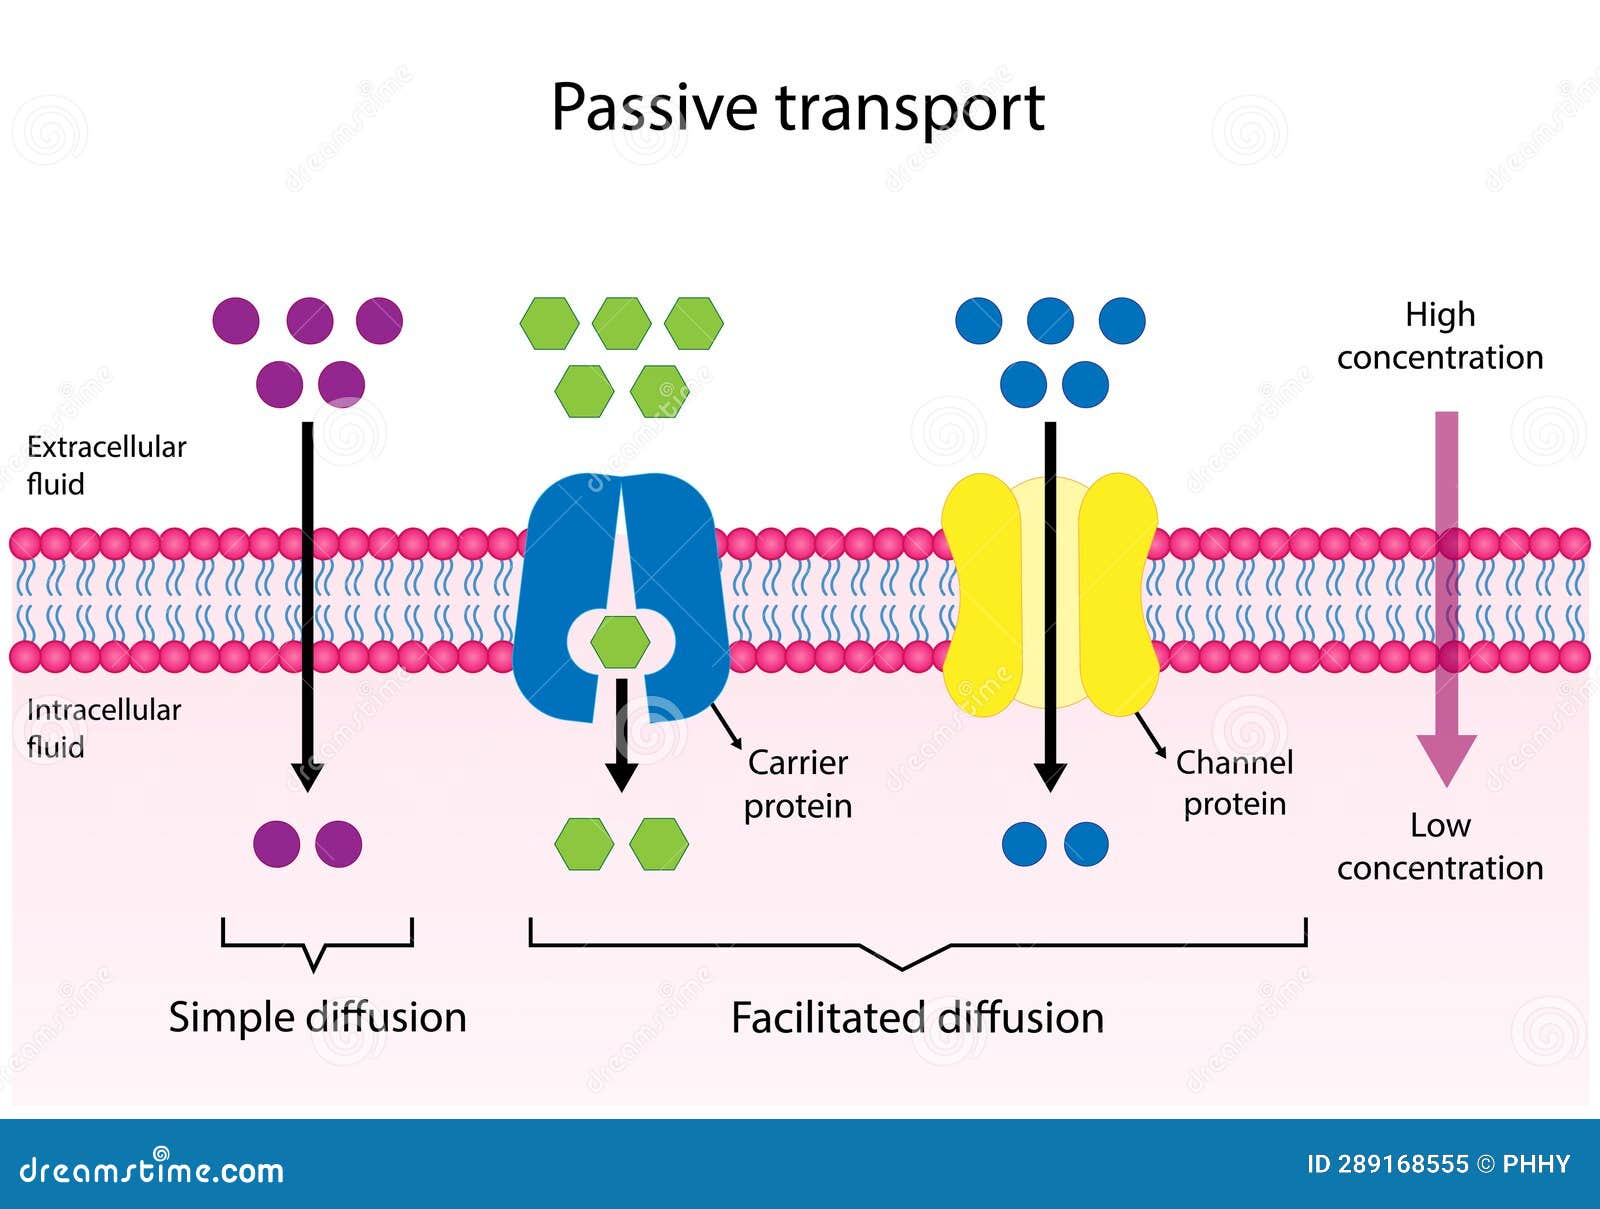 Passive transport
High
concentration
Extracellular
fluid
Intracellular
fluid
Carrier
protein
Channel
protein
Low
concentration
Simple diffusion
Facilitated diffusion
dreamstime.com
ID 289168555 © PHHY